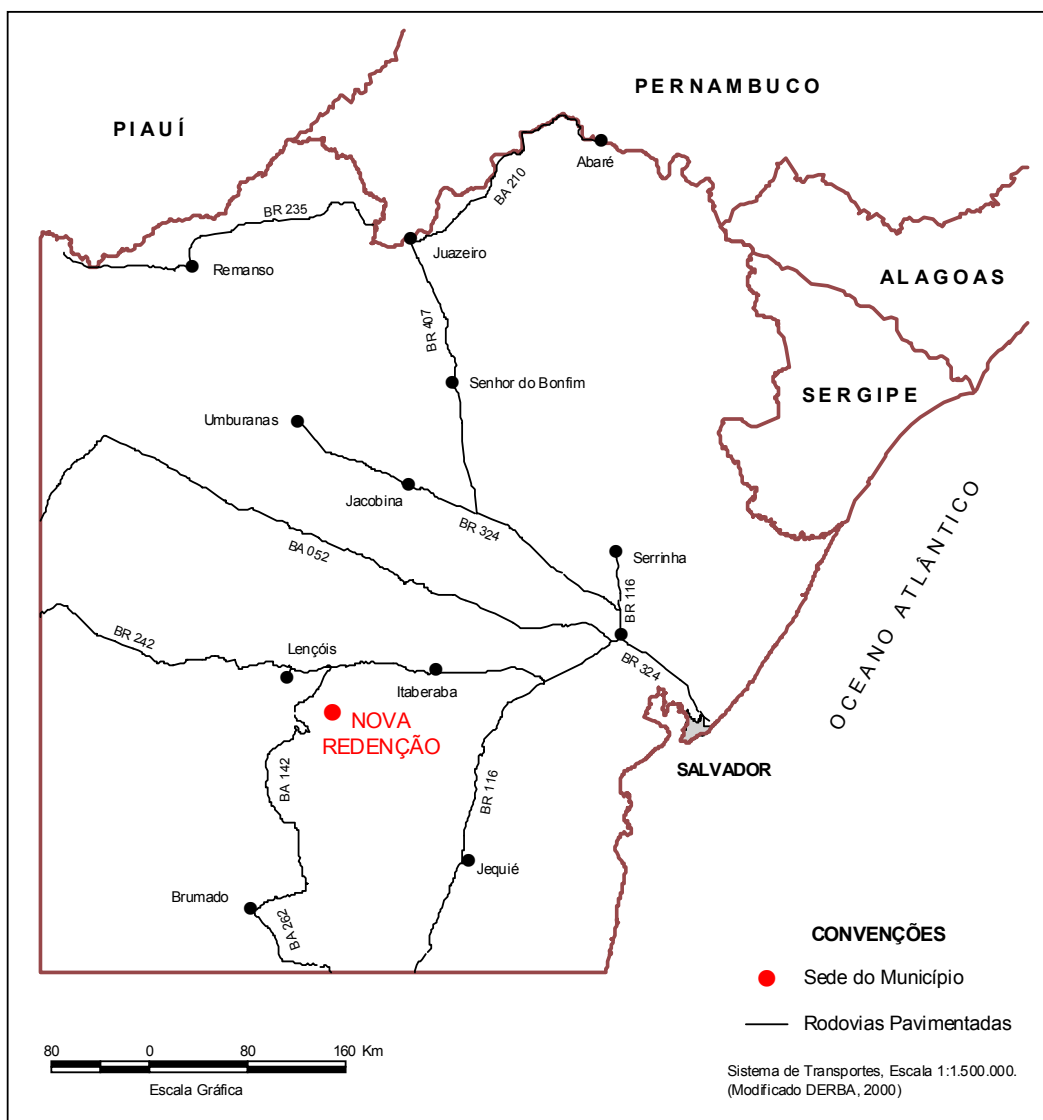 PERNAMBUCO
PIAUÍ
Abaré
BA 210
BR 235
Juazeiro
Remanso
ALAGOAS
BR 407
Senhor do Bonfim
SERGIPE
Umburanas
Jacobina
BR 324
OCEANO ATLÂNTICO
BA 052
Serrinha
BR 116
BR 242
Lençóis
Itaberaba
BR 324
NOVA
REDENÇÃO
SALVADOR
BA 142
BR 116
Jequié
Brumado
BA 262
CONVENÇÕES
Sede do Município
Rodovias Pavimentadas
80 0 80 160 Km
Escala Gráfica
Sistema de Transportes, Escala 1:1.500.000.
(Modificado DERBA, 2000)